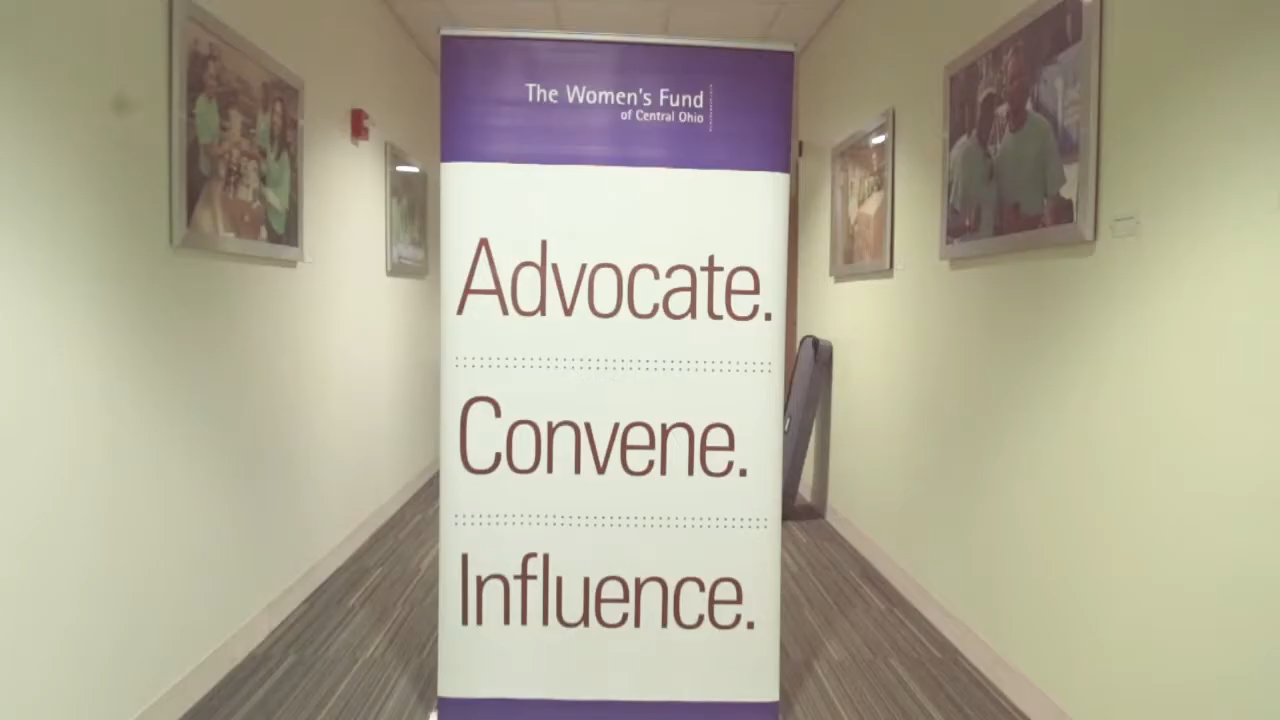 The Women's Fund
of Central Ohio
Advocate.
Convene.
Influence.